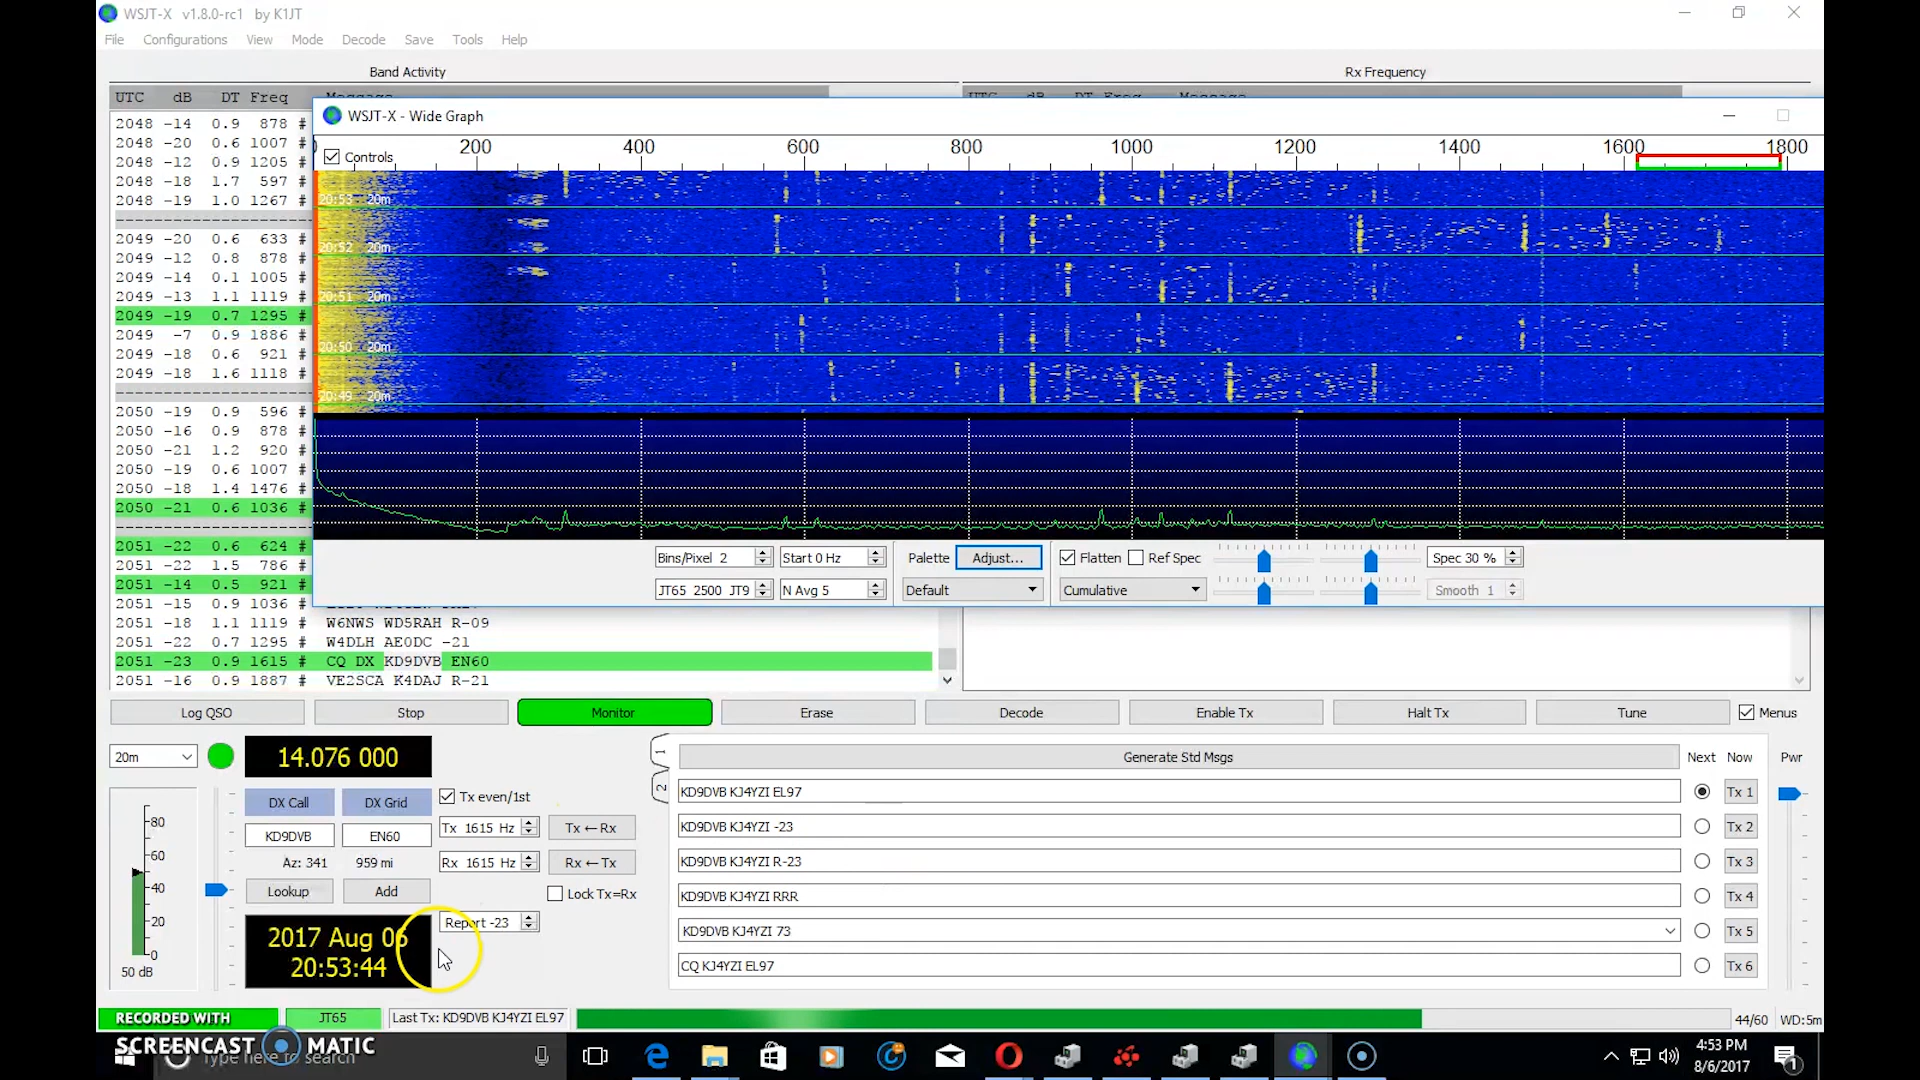 WSJT-X v1.8.0-rc1 by K1JT
File Configurations View Mode Decode Save Tools Help
Band Activity
Rx Frequency
UTC dB DT Freq Message
UTC dB DT Freq Message
WSJT-X - Wide Graph
Controls
200 400 600 800 1000 1200 1400 1600 1800
2048 -14 0.9 878 #
2048 -20 0.6 1007 #
2048 -12 0.9 1205 #
2048 -18 1.7 597 #
2048 -19 1.0 1267 #
2049 -20 0.6 633 #
2049 -12 0.8 878 #
2049 -14 0.1 1005 #
2049 -13 1.1 1119 #
2049 -19 0.7 1295 #
2049 -7 0.9 1886 #
2049 -18 0.6 921 #
2049 -18 1.6 1118 #
2050 -19 0.9 596 #
2050 -16 0.9 878 #
2050 -21 1.2 920 #
2050 -19 0.6 1007 #
2050 -18 1.4 1476 #
2050 -21 0.6 1036 #
2051 -22 0.6 624 #
2051 -22 1.5 786 #
2051 -14 0.5 921 #
2051 -15 0.9 1036 #
2051 -18 1.1 1119 # W6NWS WD5RAH R-09
2051 -22 0.7 1295 # W4DLH AE0DC -21
2051 -23 0.9 1615 # CQ DX KD9DVB EN60
2051 -16 0.9 1887 # VE2SCA K4DAJ R-21
20:53 20m
20:52 20m
20:51 20m
20:50 20m
20:49 20m
Bins/Pixel 2 Start 0 Hz Palette Adjust... Flatten Ref Spec Spec 30 %
JT65 2500 JT9 N Avg 5 Default Cumulative Smooth 1
Log QSO Stop Monitor Erase Decode Enable Tx Halt Tx Tune Menus
20m
14.076 000
DX Call DX Grid
KD9DVB EN60
Az: 341 959 mi
Lookup Add
2017 Aug 06
20:53:44
80
60
40
20
0
50 dB
Tx even/1st
Tx 1615 Hz Tx ← Rx
Rx 1615 Hz Rx ← Tx
Lock Tx=Rx
Report -23
1
2
Generate Std Msgs Next Now Pwr
KD9DVB KJ4YZI EL97 Tx 1
KD9DVB KJ4YZI -23 Tx 2
KD9DVB KJ4YZI R-23 Tx 3
KD9DVB KJ4YZI RRR Tx 4
KD9DVB KJ4YZI 73 Tx 5
CQ KJ4YZI EL97 Tx 6
RECORDED WITH
SCREENCAST MATIC
JT65 Last Tx: KD9DVB KJ4YZI EL97 44/60 WD:5m
Type here to search
4:53 PM
8/6/2017
1